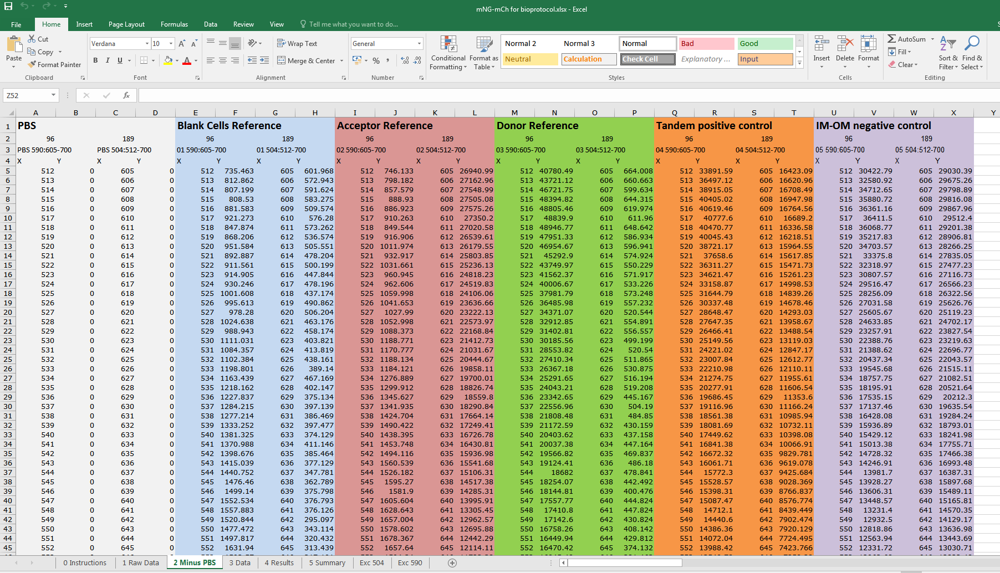 mNG-mCh for bioprotocol.xlsx - Excel
File Home Insert Page Layout Formulas Data Review View Tell me what you want to do...
Paste Cut Copy Format Painter Clipboard
Verdana 10 A A B I U A Font
Wrap Text Merge & Center Alignment
General % Number
Conditional Formatting Format as Table
Normal 2 Normal 3 Normal Bad Good
Neutral Calculation Check Cell Explanatory ... Input
Styles
Insert Delete Format Cells
AutoSum Fill Clear Sort & Filter Find & Select Editing
Z52 fx
A B C D E F G H I J K L M N O P Q R S T U V W X Y
1 PBS Blank Cells Reference Acceptor Reference Donor Reference Tandem positive control IM-OM negative control
2 96 189 96 189 96 189 96 189 96 189 96 189
3 PBS 590:605-700 PBS 504:512-700 01 590:605-700 01 504:512-700 02 590:605-700 02 504:512-700 03 590:605-700 03 504:512-700 04 590:605-700 04 504:512-700 05 590:605-700 05 504:512-700
4 X Y X Y X Y X Y X Y X Y X Y X Y X Y X Y X Y X Y
5 512 0 605 0 512 735.463 605 601.968 512 746.133 605 26940.99 512 40780.49 605 664.008 512 33891.59 605 16423.09 512 30422.79 605 29030.39
6 513 0 606 0 513 812.862 606 572.943 513 798.182 606 27162.96 513 43721.12 606 660.663 513 36497.12 606 16620.96 513 32580.92 606 29675.26
7 514 0 607 0 514 807.199 607 591.624 514 857.579 607 27548.99 514 46721.75 607 599.634 514 38915.05 607 16708.49 514 34712.65 607 29798.89
8 515 0 608 0 515 808.53 608 583.275 515 888.93 608 27505.08 515 48394.82 608 644.315 515 40405.02 608 16947.98 515 35880.72 608 29816.08
9 516 0 609 0 516 881.583 609 509.574 516 886.923 609 27575.26 516 48805.46 609 619.974 516 40619.46 609 16764.56 516 36361.16 609 29867.96
10 517 0 610 0 517 921.273 610 576.28 517 910.263 610 27350.2 517 48839.9 610 611.96 517 40777.6 610 16689.2 517 36411.5 610 29512.4
11 518 0 611 0 518 847.874 611 573.262 518 849.544 611 27020.58 518 48946.77 611 648.642 518 40470.77 611 16336.58 518 36068.77 611 29201.38
12 519 0 612 0 519 868.206 612 536.574 519 916.906 612 26539.61 519 47951.33 612 586.934 519 40045.43 612 16218.51 519 35217.83 612 28906.81
13 520 0 613 0 520 951.584 613 505.551 520 1011.974 613 26179.55 520 46954.67 613 596.941 520 38721.17 613 15964.55 520 34703.57 613 28266.25
14 521 0 614 0 521 892.887 614 478.204 521 932.917 614 25803.85 521 45292.9 614 574.924 521 37658.6 614 15617.85 521 33375.8 614 27835.05
15 522 0 615 0 522 911.561 615 500.199 522 1031.661 615 25236.13 522 43749.97 615 550.229 522 36311.27 615 15471.73 522 32318.97 615 27477.23
16 523 0 616 0 523 914.905 616 447.844 523 960.945 616 24818.23 523 41562.37 616 571.917 523 34621.47 616 15261.23 523 30807.57 616 27116.73
17 524 0 617 0 524 930.246 617 478.196 524 962.606 617 24519.83 524 40006.67 617 533.226 524 33158.87 617 14998.53 524 29516.47 617 26566.23
18 525 0 618 0 525 1001.608 618 437.174 525 1059.998 618 24106.06 525 37981.79 618 573.248 525 31644.79 618 14839.26 525 28256.09 618 26322.56
19 526 0 619 0 526 995.613 619 490.862 526 1041.653 619 23636.66 526 36485.98 619 557.232 526 30337.48 619 14678.46 526 27031.58 619 25626.76
20 527 0 620 0 527 978.28 620 506.204 527 1027.99 620 23222.13 527 34371.07 620 520.544 527 28648.47 620 14293.03 527 25605.67 620 25119.23
21 528 0 621 0 528 1024.638 621 463.176 528 1052.998 621 22573.97 528 32912.85 621 554.891 528 27647.35 621 13958.67 528 24633.85 621 24702.17
22 529 0 622 0 529 988.943 622 458.174 529 1088.373 622 22168.84 529 31402.81 622 556.557 529 26466.41 622 13488.54 529 23257.91 622 23827.54
23 530 0 623 0 530 1111.031 623 403.821 530 1188.771 623 21412.73 530 30185.56 623 499.199 530 25149.56 623 13119.03 530 22388.76 623 23219.63
24 531 0 624 0 531 1084.357 624 413.819 531 1170.777 624 21031.67 531 28553.82 624 520.54 531 24221.02 624 12847.17 531 21388.62 624 22696.77
25 532 0 625 0 532 1102.384 625 438.161 532 1188.134 625 20444.67 532 27410.34 625 511.865 532 23007.84 625 12612.77 532 20437.34 625 22043.57
26 533 0 626 0 533 1198.801 626 389.14 533 1184.121 626 19858.11 533 26367.18 626 530.875 533 22210.98 626 12110.11 533 19545.68 626 21515.11
27 534 0 627 0 534 1163.439 627 467.169 534 1276.889 627 19700.01 534 25291.65 627 516.194 534 21274.75 627 11955.61 534 18757.75 627 21082.51
28 535 0 628 0 535 1218.162 628 402.147 535 1299.912 628 18826.74 535 24043.21 628 519.208 535 20277.91 628 11606.54 535 18195.91 628 20521.64
29 536 0 629 0 536 1227.837 629 375.134 536 1345.627 629 18559.8 536 23342.65 629 445.167 536 19686.45 629 11353.6 536 17535.15 629 20212.3
30 537 0 630 0 537 1284.215 630 397.139 537 1341.935 630 18290.84 537 22556.96 630 504.19 537 19116.96 630 11166.24 537 17137.46 630 19635.54
31 538 0 631 0 538 1277.214 631 386.469 538 1424.704 631 17664.14 538 21808.48 631 484.85 538 18561.38 631 10985.94 538 16428.08 631 19284.24
32 539 0 632 0 539 1333.252 632 397.477 539 1490.422 632 17249.41 539 21172.59 632 430.159 539 18081.69 632 10732.11 539 15936.89 632 18793.01
33 540 0 633 0 540 1381.325 633 374.129 540 1438.395 633 16726.78 540 20403.62 633 437.158 540 17449.62 633 10398.08 540 15429.12 633 18241.98
34 541 0 634 0 541 1370.988 634 411.146 541 1453.748 634 16430.81 541 20037.38 634 447.164 541 16841.38 634 10066.91 541 15013.38 634 17755.71
35 542 0 635 0 542 1398.676 635 385.464 542 1494.116 635 15936.98 542 19566.82 635 469.837 542 16672.32 635 9829.781 542 14728.32 635 17466.38
36 543 0 636 0 543 1415.039 636 377.129 543 1560.539 636 15541.68 543 19124.41 636 486.18 543 16061.71 636 9619.078 543 14246.91 636 16993.48
37 544 0 637 0 544 1440.752 637 347.781 544 1526.182 637 15106.31 544 18682 637 478.841 544 15772.3 637 9425.684 544 13981.7 637 16387.31
38 545 0 638 0 545 1476.46 638 362.789 545 1595.27 638 14517.38 545 18254.07 638 442.492 545 15528.57 638 9028.369 545 13928.27 638 15897.68
39 546 0 639 0 546 1499.14 639 375.798 546 1581.9 639 14285.31 546 18144.81 639 400.476 546 15398.31 639 8766.837 546 13606.31 639 15489.11
40 547 0 640 0 547 1552.534 640 376.793 547 1605.604 640 13995.91 547 17557.77 640 444.824 547 15087.47 640 8576.774 547 13448.57 640 15165.81
41 548 0 641 0 548 1557.883 641 376.126 548 1628.643 641 13305.45 548 17410.8 641 447.824 548 14712.1 641 8439.449 548 13231.4 641 14570.35
42 549 0 642 0 549 1520.844 642 295.097 549 1657.004 642 12962.57 549 17142.6 642 430.824 549 14440.6 642 7902.474 549 12932.5 642 14129.17
43 550 0 643 0 550 1477.472 643 343.114 550 1578.602 643 12695.88 550 16758.26 643 408.142 550 14386.36 643 7920.129 550 12818.86 643 13636.98
44 551 0 644 0 551 1497.817 644 320.432 551 1678.367 644 12442.29 551 16449.94 644 429.812 551 14072.04 644 7724.495 551 12563.94 644 13443.69
45 552 0 645 0 552 1631.94 645 313.439 552 1657.64 645 12114.11 552 16470.42 645 374.132 552 13988.42 645 7423.766 552 12331.72 645 13030.71
0 Instructions 1 Raw Data 2 Minus PBS 3 Data 4 Results 5 Summary Exc 504 Exc 590